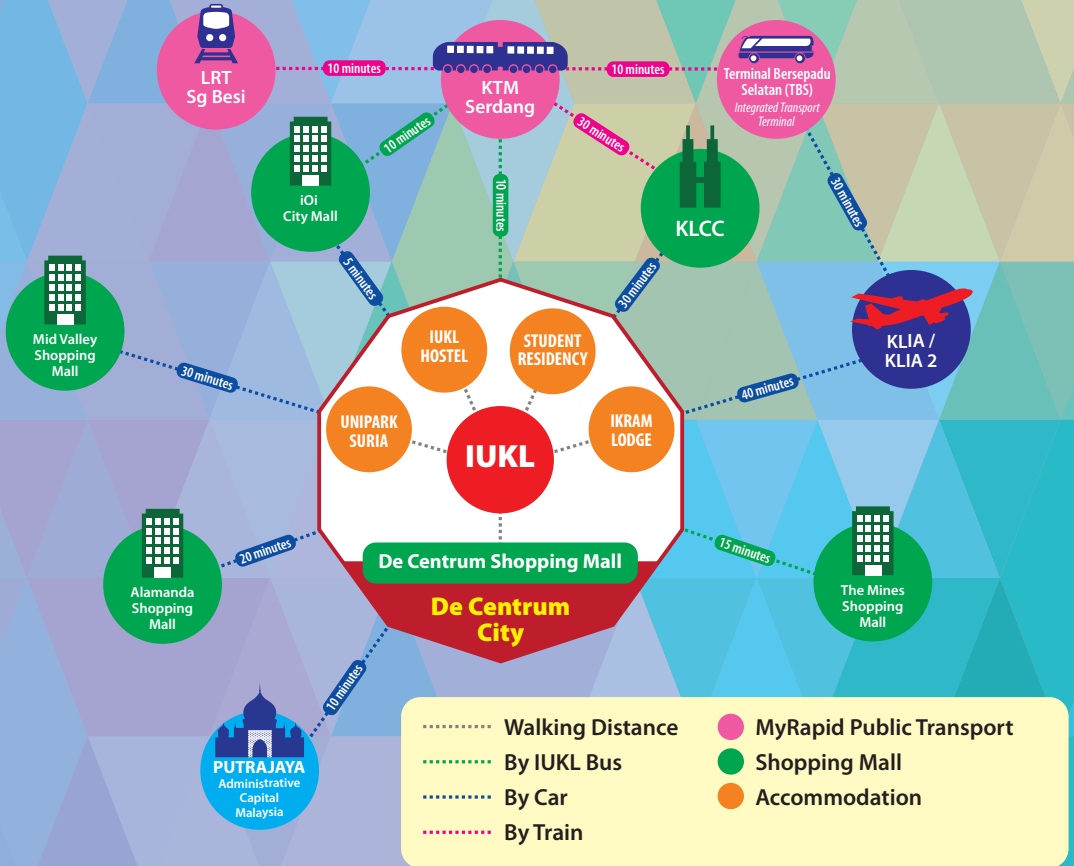 LRT
Sg Besi
10 minutes
KTM
Serdang
10 minutes
Terminal Bersepadu
Selatan (TBS)
Integrated Transport
Terminal
10 minutes
30 minutes
10 minutes
30 minutes
iOi
City Mall
KLCC
5 minutes
30 minutes
Mid Valley
Shopping
Mall
30 minutes
KLIA /
KLIA 2
40 minutes
IUKL
HOSTEL
STUDENT
RESIDENCY
UNIPARK
SURIA
IKRAM
LODGE
IUKL
20 minutes
15 minutes
De Centrum Shopping Mall
De Centrum
City
Alamanda
Shopping
Mall
The Mines
Shopping
Mall
10 minutes
PUTRAJAYA
Administrative
Capital
Malaysia
Walking Distance
By IUKL Bus
By Car
By Train
MyRapid Public Transport
Shopping Mall
Accommodation